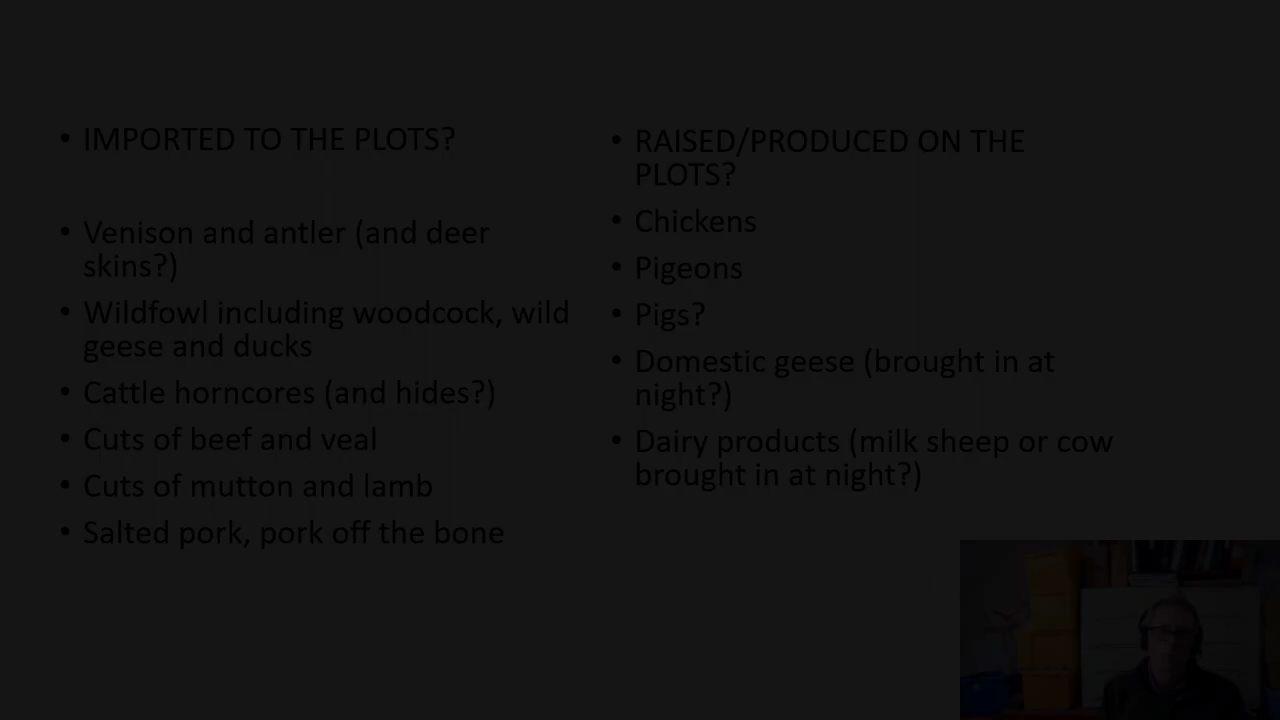 • IMPORTED TO THE PLOTS?
• Venison and antler (and deer
skins?)
• Wildfowl including woodcock, wild
geese and ducks
• Cattle horncores (and hides?)
• Cuts of beef and veal
• Cuts of mutton and lamb
• Salted pork, pork off the bone
• RAISED/PRODUCED ON THE
PLOTS?
• Chickens
• Pigeons
• Pigs?
• Domestic geese (brought in at
night?)
• Dairy products (milk sheep or cow
brought in at night?)